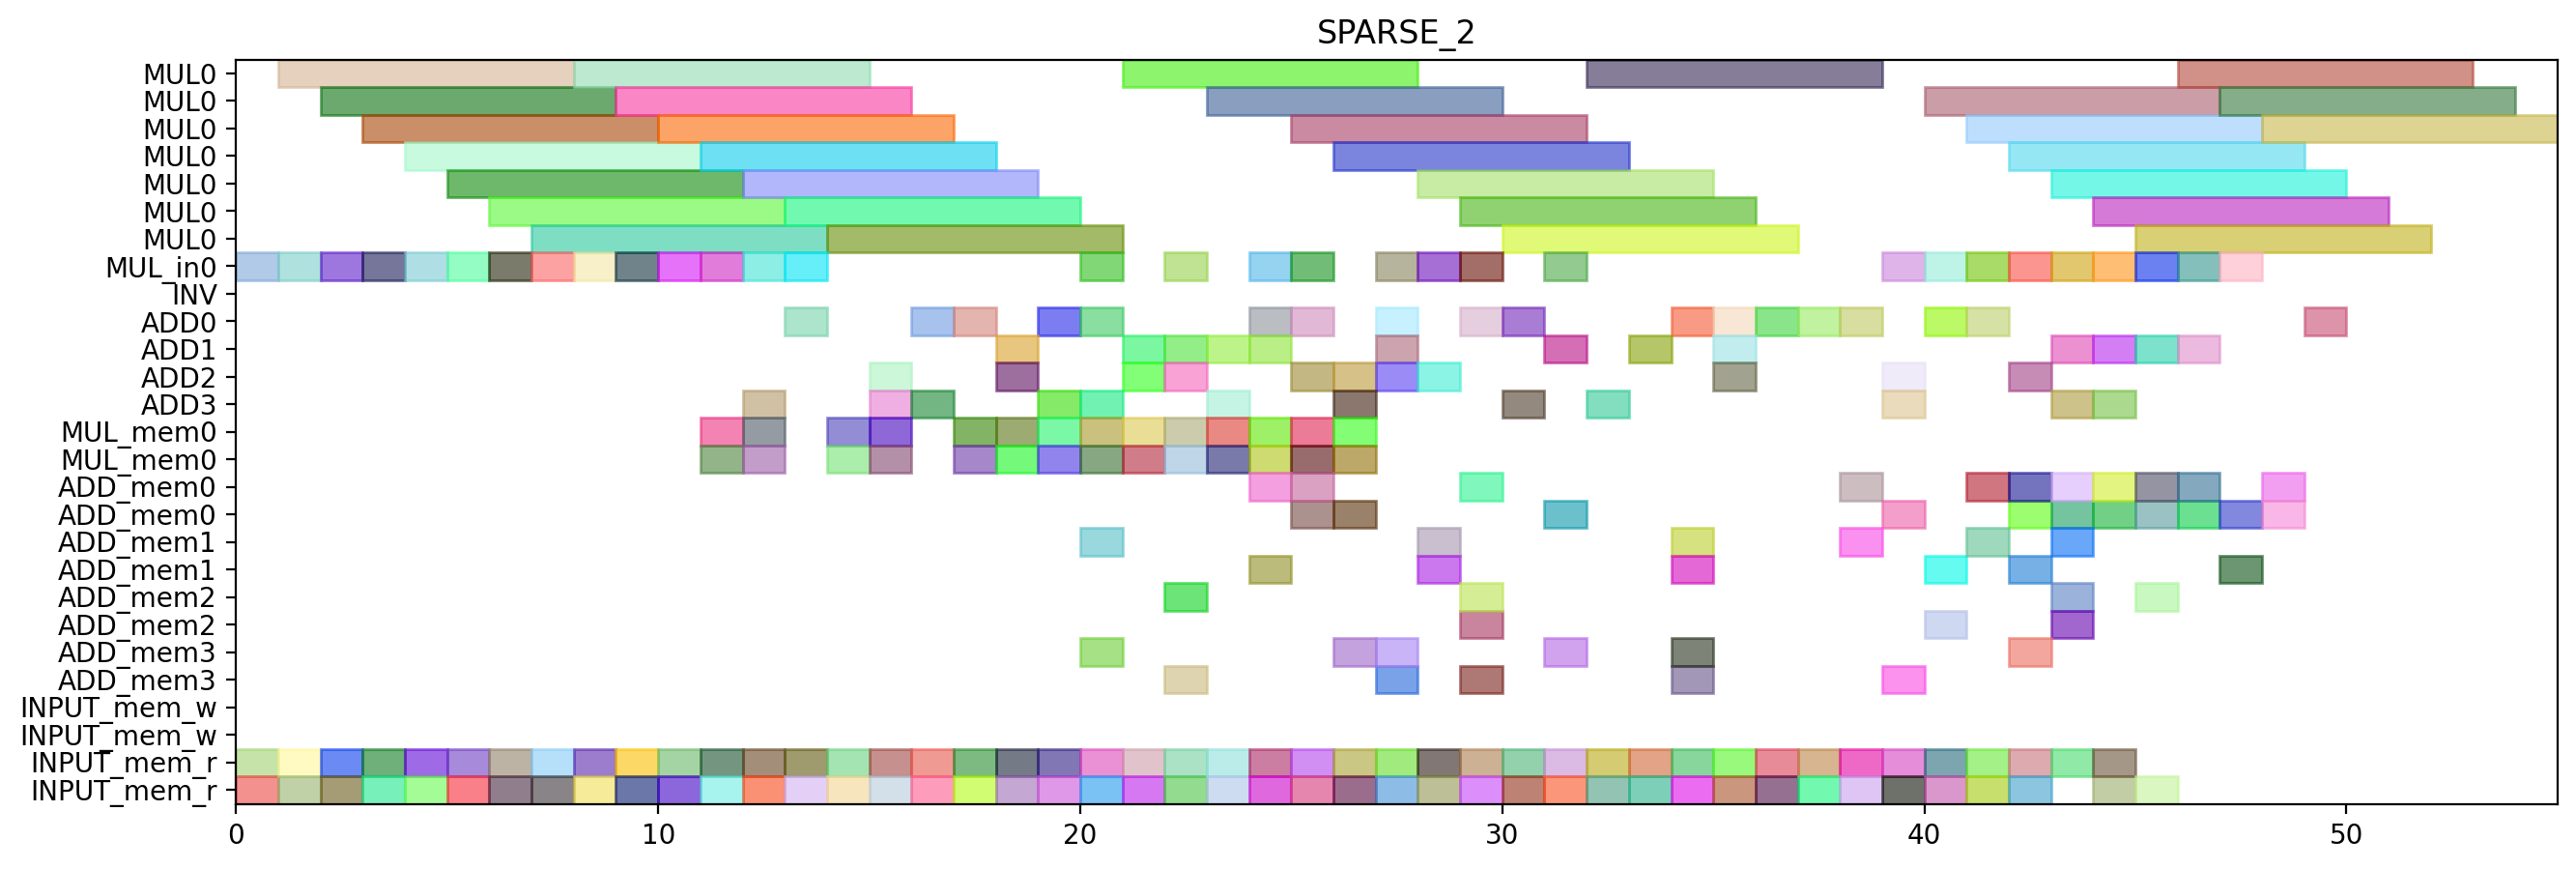 SPARSE_2
MUL0
MUL0
MUL0
MUL0
MUL0
MUL0
MUL0
MUL_in0
INV
ADD0
ADD1
ADD2
ADD3
MUL_mem0
MUL_mem0
ADD_mem0
ADD_mem0
ADD_mem1
ADD_mem1
ADD_mem2
ADD_mem2
ADD_mem3
ADD_mem3
INPUT_mem_w
INPUT_mem_w
INPUT_mem_r
INPUT_mem_r
0 10 20 30 40 50